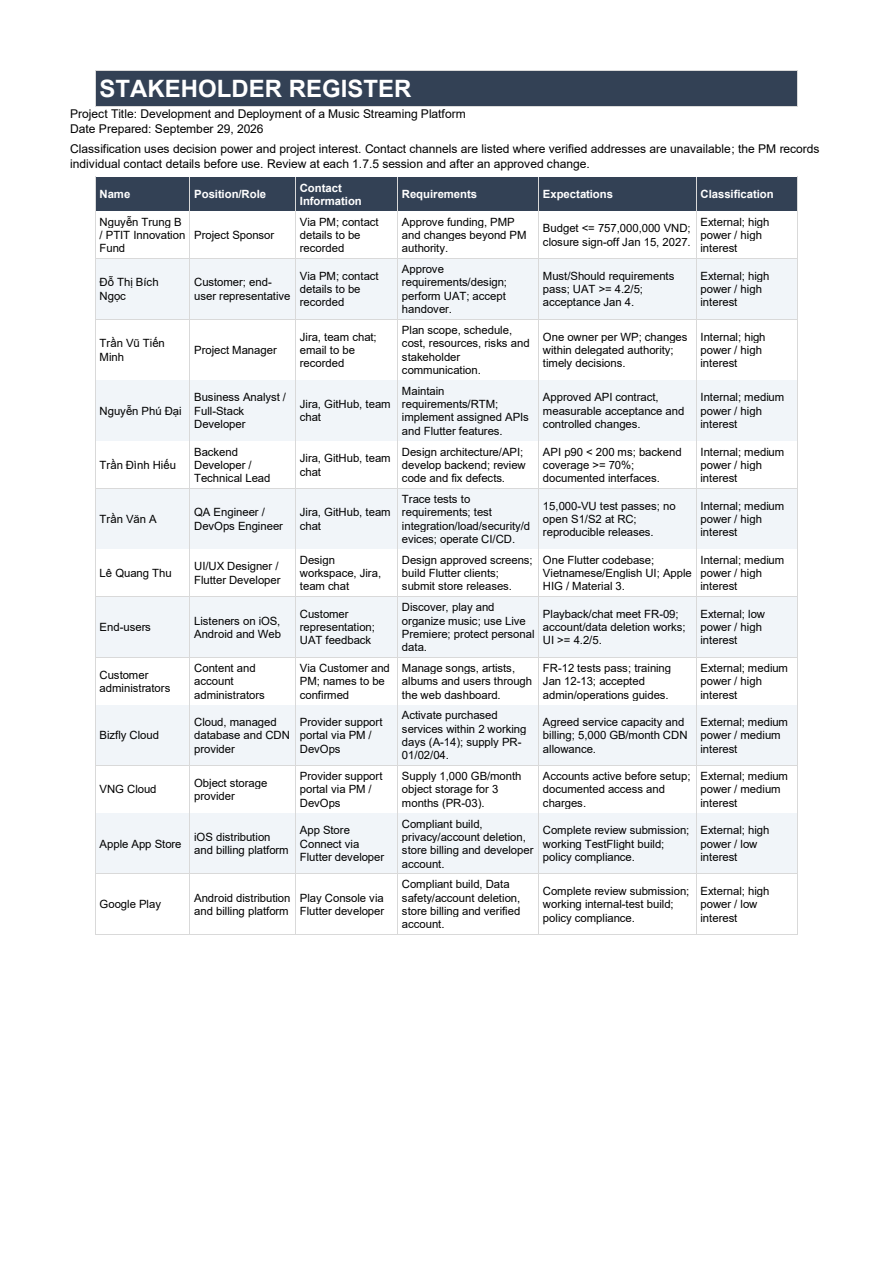 STAKEHOLDER REGISTER
Project Title: Development and Deployment of a Music Streaming Platform
Date Prepared: September 29, 2026
Classification uses decision power and project interest. Contact channels are listed where verified addresses are unavailable; the PM records
individual contact details before use. Review at each 1.7.5 session and after an approved change.
Name
Position/Role
Contact
Information
Requirements
Expectations
Classification
Nguyễn Trung B
/ PTIT Innovation
Fund
Project Sponsor
Via PM; contact
details to be
recorded
Approve funding, PMP
and changes beyond PM
authority.
Budget <= 757,000,000 VND;
closure sign-off Jan 15, 2027.
External; high
power / high
interest
Đỗ Thị Bích
Ngọc
Customer; end-
user representative
Via PM; contact
details to be
recorded
Approve
requirements/design;
perform UAT; accept
handover.
Must/Should requirements
pass; UAT >= 4.2/5;
acceptance Jan 4.
External; high
power / high
interest
Trần Vũ Tiến
Minh
Project Manager
Jira, team chat;
email to be
recorded
Plan scope, schedule,
cost, resources, risks and
stakeholder
communication.
One owner per WP; changes
within delegated authority;
timely decisions.
Internal; high
power / high
interest
Nguyễn Phú Đại
Business Analyst /
Full-Stack
Developer
Jira, GitHub, team
chat
Maintain
requirements/RTM;
implement assigned APIs
and Flutter features.
Approved API contract,
measurable acceptance and
controlled changes.
Internal; medium
power / high
interest
Trần Đình Hiếu
Backend
Developer /
Technical Lead
Jira, GitHub, team
chat
Design architecture/API;
develop backend; review
code and fix defects.
API p90 < 200 ms; backend
coverage >= 70%;
documented interfaces.
Internal; medium
power / high
interest
Trần Văn A
QA Engineer /
DevOps Engineer
Jira, GitHub, team
chat
Trace tests to
requirements; test
integration/load/security/d
evices; operate CI/CD.
15,000-VU test passes; no
open S1/S2 at RC;
reproducible releases.
Internal; medium
power / high
interest
Lê Quang Thu
UI/UX Designer /
Flutter Developer
Design
workspace, Jira,
team chat
Design approved screens;
build Flutter clients;
submit store releases.
One Flutter codebase;
Vietnamese/English UI; Apple
HIG / Material 3.
Internal; medium
power / high
interest
End-users
Listeners on iOS,
Android and Web
Customer
representation;
UAT feedback
Discover, play and
organize music; use Live
Premiere; protect personal
data.
Playback/chat meet FR-09;
account/data deletion works;
UI >= 4.2/5.
External; low
power / high
interest
Customer
administrators
Content and
account
administrators
Via Customer and
PM; names to be
confirmed
Manage songs, artists,
albums and users through
the web dashboard.
FR-12 tests pass; training
Jan 12-13; accepted
admin/operations guides.
External; medium
power / high
interest
Bizfly Cloud
Cloud, managed
database and CDN
provider
Provider support
portal via PM /
DevOps
Activate purchased
services within 2 working
days (A-14); supply PR-
01/02/04.
Agreed service capacity and
billing; 5,000 GB/month CDN
allowance.
External; medium
power / medium
interest
VNG Cloud
Object storage
provider
Provider support
portal via PM /
DevOps
Supply 1,000 GB/month
object storage for 3
months (PR-03).
Accounts active before setup;
documented access and
charges.
External; medium
power / medium
interest
Apple App Store
iOS distribution
and billing platform
App Store
Connect via
Flutter developer
Compliant build,
privacy/account deletion,
store billing and developer
account.
Complete review submission;
working TestFlight build;
policy compliance.
External; high
power / low
interest
Google Play
Android distribution
and billing platform
Play Console via
Flutter developer
Compliant build, Data
safety/account deletion,
store billing and verified
account.
Complete review submission;
working internal-test build;
policy compliance.
External; high
power / low
interest